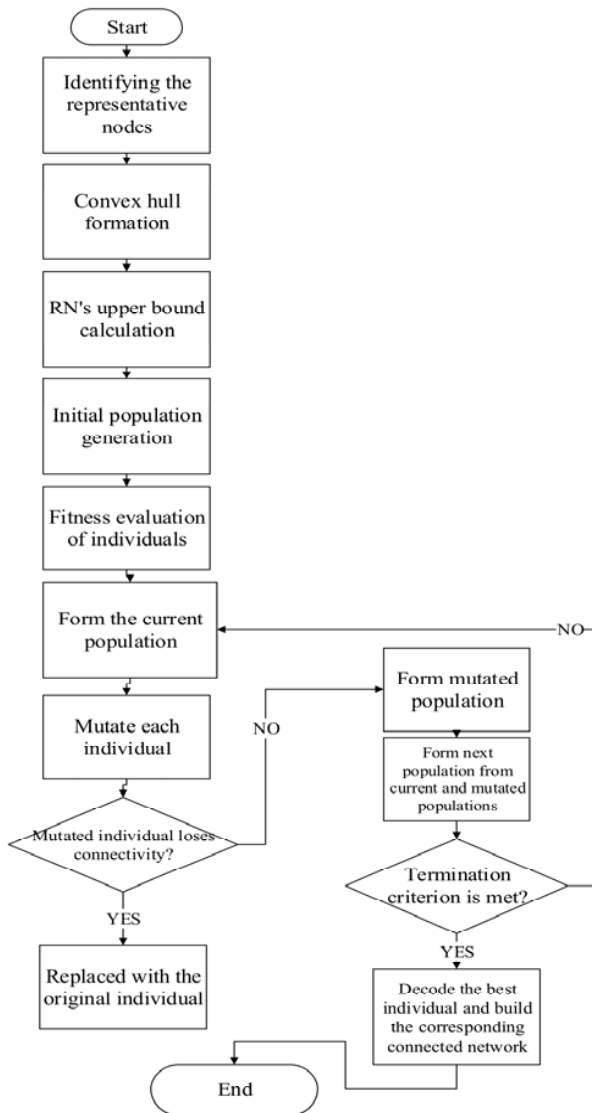 Start
Identifying the
representative
nodes
Convex hull
formation
RN's upper bound
calculation
Initial population
generation
Fitness evaluation
of individuals
Form the current
population
NO
Form mutated
population
Mutate each
individual
NO
Form next
population from
current and mutated
populations
Mutated individual loses
connectivity?
Termination
criterion is met?
YES
YES
Replaced with the
original individual
Decode the best
individual and build
the corresponding
connected network
End